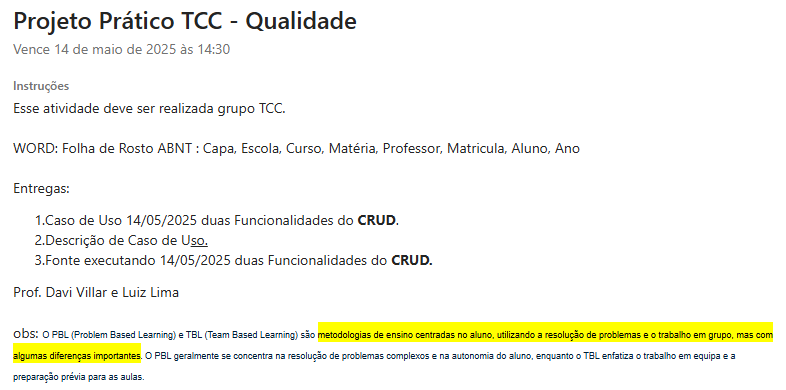 Projeto Prático TCC - Qualidade
Vence 14 de maio de 2025 às 14:30
Instruções
Esse atividade deve ser realizada grupo TCC.
WORD: Folha de Rosto ABNT : Capa, Escola, Curso, Matéria, Professor, Matricula, Aluno, Ano
Entregas:
1.Caso de Uso 14/05/2025 duas Funcionalidades do CRUD.
2.Descrição de Caso de Uso.
3.Fonte executando 14/05/2025 duas Funcionalidades do CRUD.
Prof. Davi Villar e Luiz Lima
obs: O PBL (Problem Based Learning) e TBL (Team Based Learning) são metodologias de ensino centradas no aluno, utilizando a resolução de problemas e o trabalho em grupo, mas com
algumas diferenças importantes. O PBL geralmente se concentra na resolução de problemas complexos e na autonomia do aluno, enquanto o TBL enfatiza o trabalho em equipa e a
preparação prévia para as aulas.